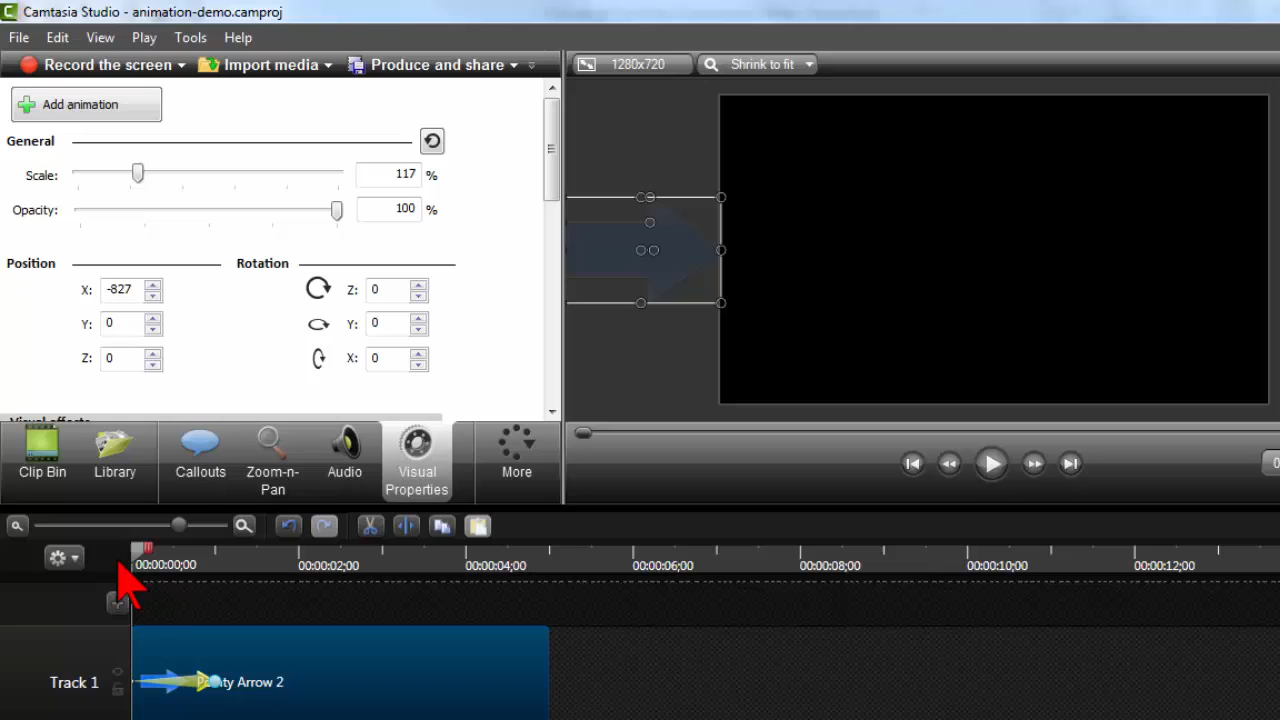 Camtasia Studio - animation-demo.camproj
File Edit View Play Tools Help
Record the screen Import media Produce and share
1280x720 Shrink to fit
Add animation
General
Scale: 117 %
Opacity: 100 %
Position Rotation
X: -827 Z: 0
Y: 0 Y: 0
Z: 0 X: 0
Visual effects
Clip Bin Library Callouts Zoom-n-Pan Audio Visual Properties More
00:00:00;00 00:00:02;00 00:00:04;00 00:00:06;00 00:00:08;00 00:00:10;00 00:00:12;00
Track 1 Pointy Arrow 2